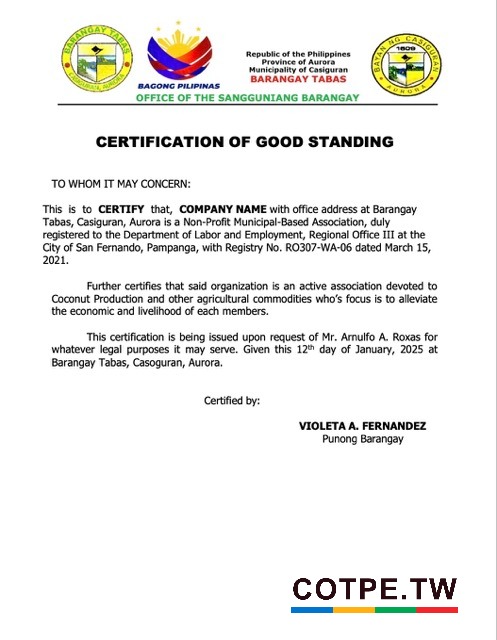 BARANGAY TABAS
CASIGURAN, AURORA
BAGONG PILIPINAS
Republic of the Philippines
Province of Aurora
Municipality of Casiguran
BARANGAY TABAS
BAYAN NG CASIGURAN
1609
AURORA
OFFICE OF THE SANGGUNIANG BARANGAY
CERTIFICATION OF GOOD STANDING
TO WHOM IT MAY CONCERN:
This is to CERTIFY that, COMPANY NAME with office address at Barangay
Tabas, Casiguran, Aurora is a Non-Profit Municipal-Based Association, duly
registered to the Department of Labor and Employment, Regional Office III at the
City of San Fernando, Pampanga, with Registry No. RO307-WA-06 dated March 15,
2021.
Further certifies that said organization is an active association devoted to
Coconut Production and other agricultural commodities who's focus is to alleviate
the economic and livelihood of each members.
This certification is being issued upon request of Mr. Arnulfo A. Roxas for
whatever legal purposes it may serve. Given this 12th day of January, 2025 at
Barangay Tabas, Casoguran, Aurora.
Certified by:
VIOLETA A. FERNANDEZ
Punong Barangay
COTPE.TW